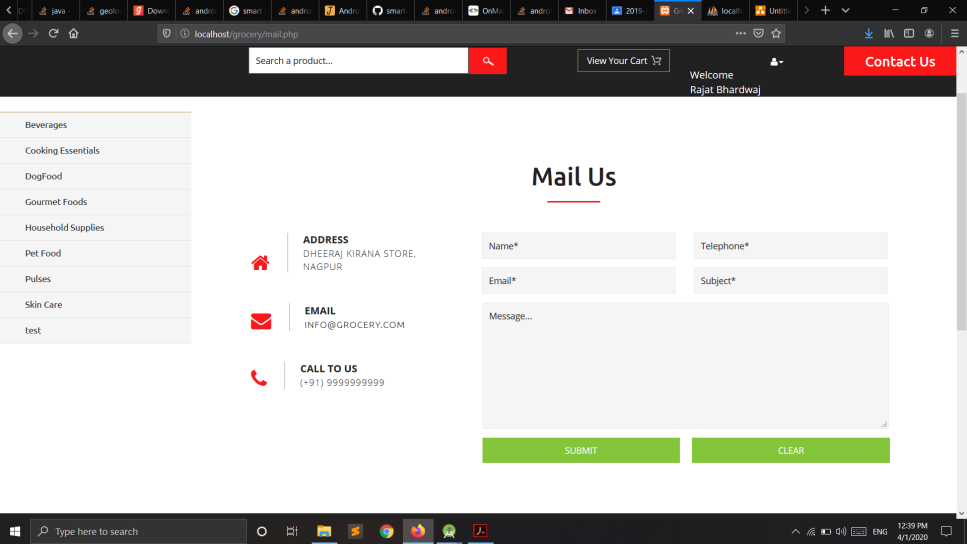 java -
geoloc
Down
andro
smart
andro
Andro
smart
andro
OnMa
andro
Inbox
2019-
Gr
localh
Untitle
localhost/grocery/mail.php
Search a product...
View Your Cart
Welcome
Rajat Bhardwaj
Contact Us
Beverages
Cooking Essentials
DogFood
Gourmet Foods
Household Supplies
Pet Food
Pulses
Skin Care
test
Mail Us
ADDRESS
DHEERAJ KIRANA STORE,
NAGPUR
EMAIL
INFO@GROCERY.COM
CALL TO US
(+91) 9999999999
Name*
Telephone*
Email*
Subject*
Message...
SUBMIT
CLEAR
Type here to search
ENG
12:39 PM
4/1/2020